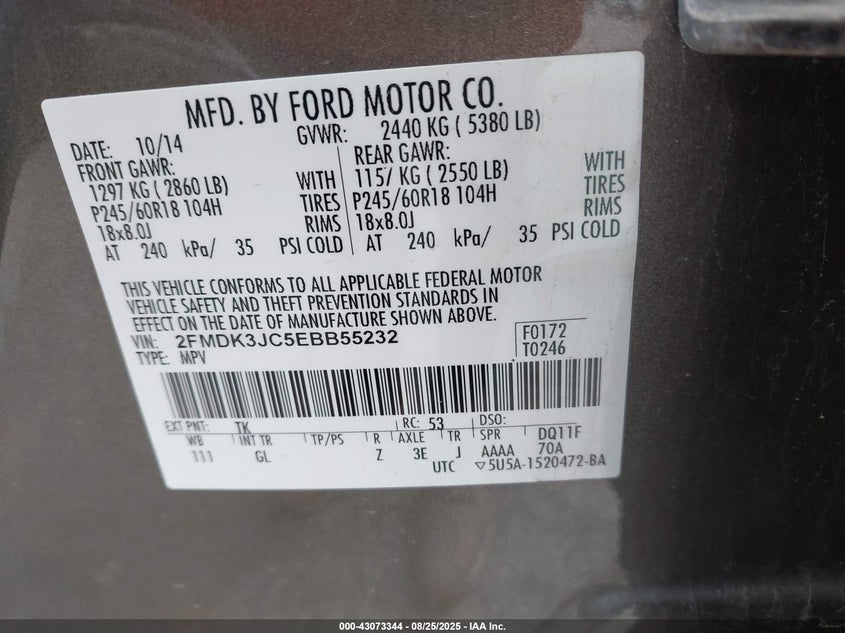 MFD. BY FORD MOTOR CO.
DATE: 10/14 GVWR: 2440 KG ( 5380 LB)
FRONT GAWR: REAR GAWR:
1297 KG ( 2860 LB) WITH 1157 KG ( 2550 LB) WITH
P245/60R18 104H TIRES P245/60R18 104H TIRES
18x8.0J RIMS 18x8.0J RIMS
AT 240 kPa/ 35 PSI COLD AT 240 kPa/ 35 PSI COLD
THIS VEHICLE CONFORMS TO ALL APPLICABLE FEDERAL MOTOR
VEHICLE SAFETY AND THEFT PREVENTION STANDARDS IN
EFFECT ON THE DATE OF MANUFACTURE SHOWN ABOVE.
VIN: 2FMDK3JC5EBB55232 F0172
TYPE: MPV T0246
EXT PNT: TK RC: 53 DSO:
WB INT TR TP/PS R AXLE TR SPR DQ11F
111 GL Z 3E J AAAA 70A
UTC ▽5U5A-1520472-BA
000-43073344 - 08/25/2025 - IAA Inc.